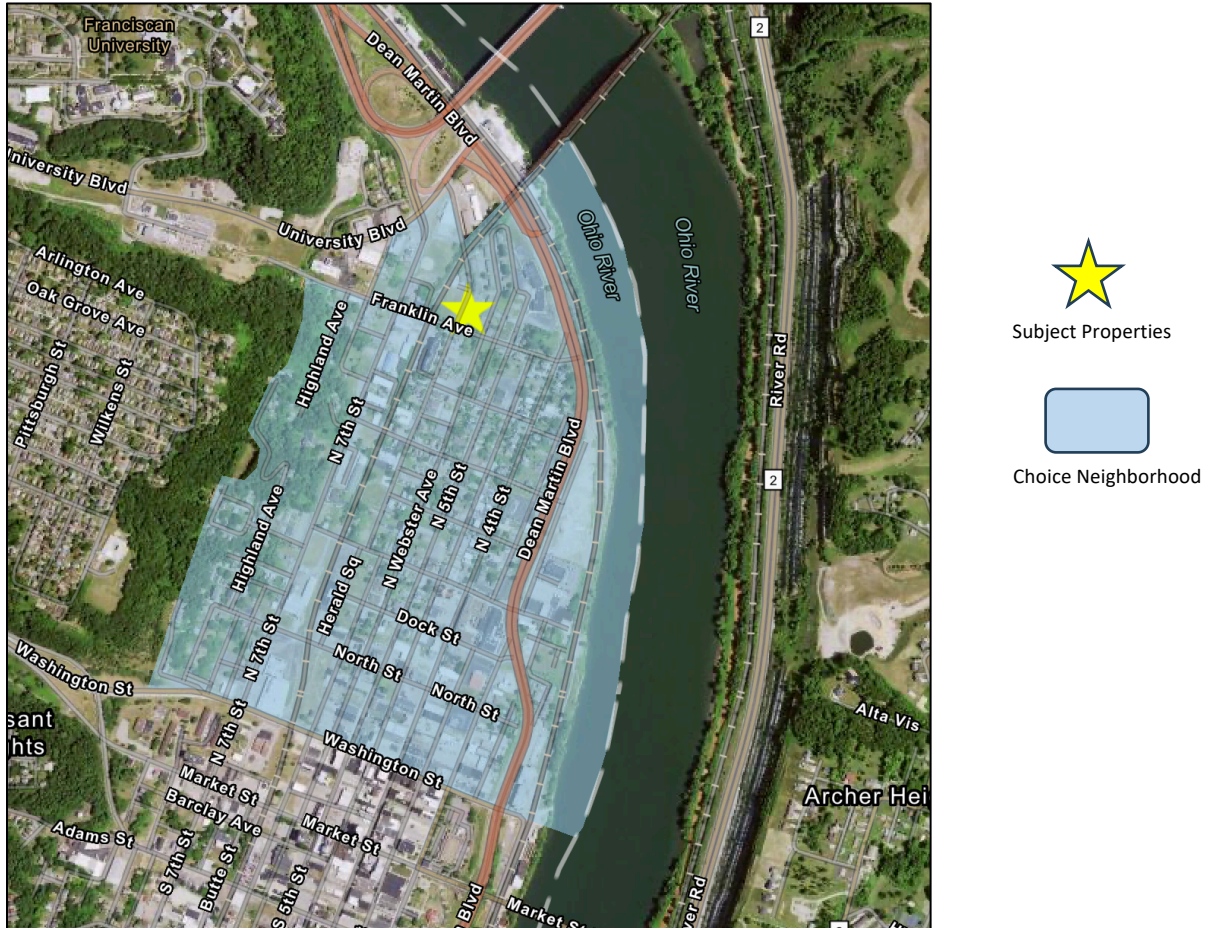 Franciscan
University
Dean Martin Blvd
2
University Blvd
University Blvd
Ohio River
Ohio River
Arlington Ave
Oak Grove Ave
Franklin Ave
Highland Ave
River Rd
Pittsburgh St
Wilkens St
N 7th St
Dean Martin Blvd
N Webster Ave
N 5th St
N 4th St
2
Highland Ave
Herald Sq
Dock St
N 7th St
North St
North St
Washington St
sant
ghts
N 7th St
Washington St
Alta Vis
Market St
Barclay Ave
Market St
Archer Hei
Adams St
S 7th St
Butte St
S 5th St
Blvd
Market St
ver Rd
Subject Properties
Choice Neighborhood